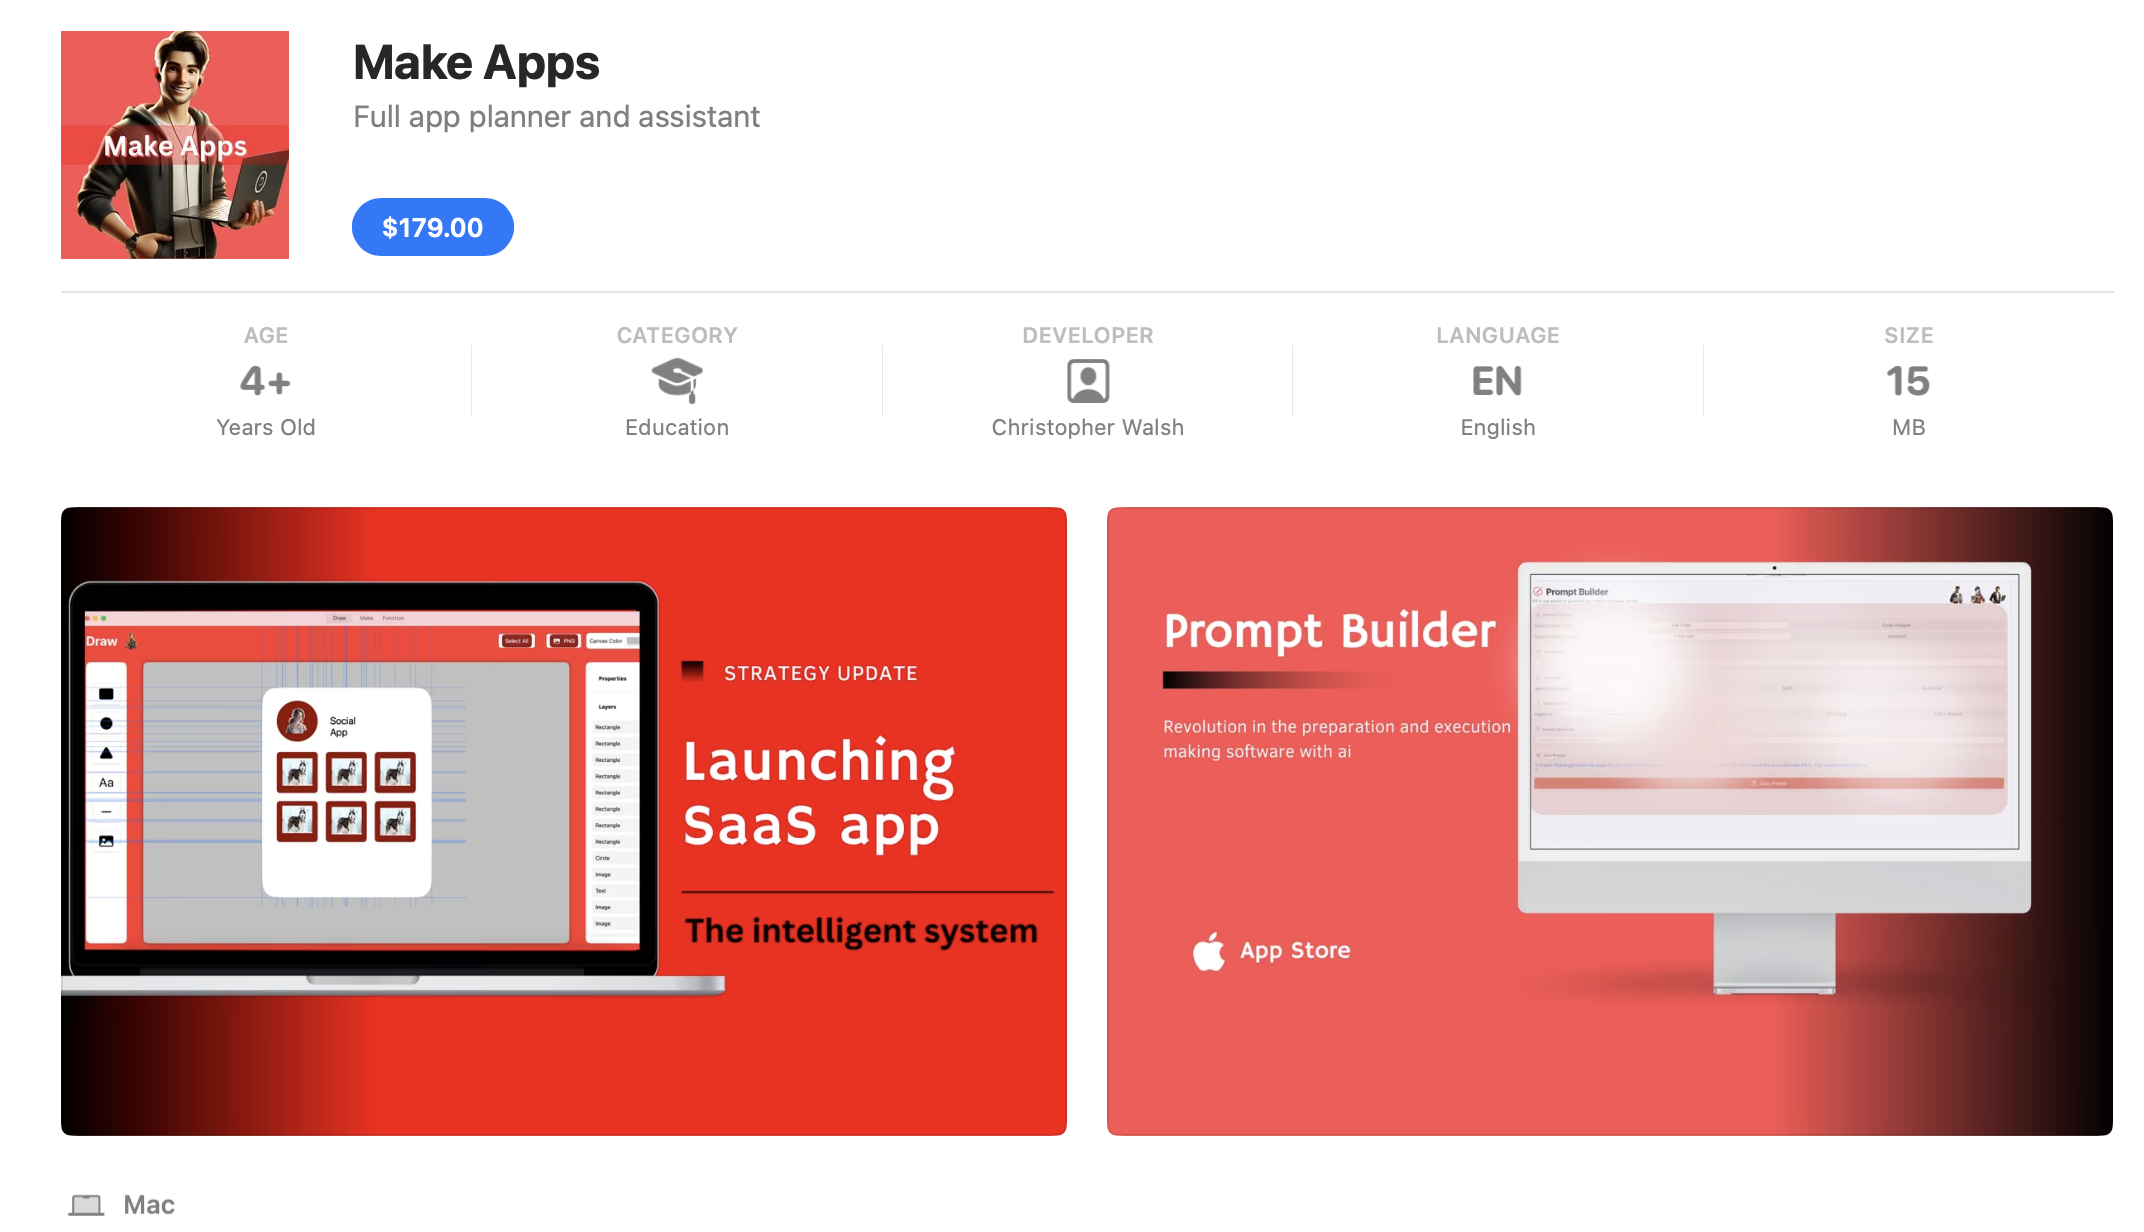 Make Apps
Make Apps
Full app planner and assistant
$179.00
AGE
4+
Years Old
CATEGORY
Education
DEVELOPER
Christopher Walsh
LANGUAGE
EN
English
SIZE
15
MB
Draw Make Function
Draw
Select All
PNG
Canvas Color
Aa
Social
App
Properties
Layers
Rectangle
Rectangle
Rectangle
Rectangle
Rectangle
Rectangle
Rectangle
Rectangle
Circle
Image
Text
Image
Image
STRATEGY UPDATE
Launching
SaaS app
The intelligent system
Prompt Builder
Revolution in the preparation and execution
making software with ai
App Store
Prompt Builder
Mac